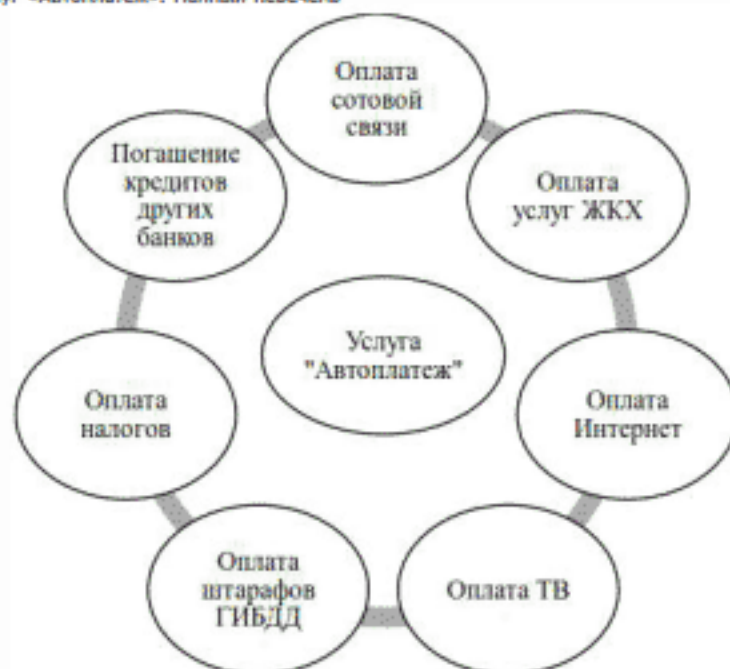 Оплата
сотовой
связи
Оплата
услуг ЖКХ
Оплата
Интернет
Оплата ТВ
Оплата
штарафов
ГИБДД
Оплата
налогов
Погашение
кредитов
других
банков
Услуга
"Автоплатеж"